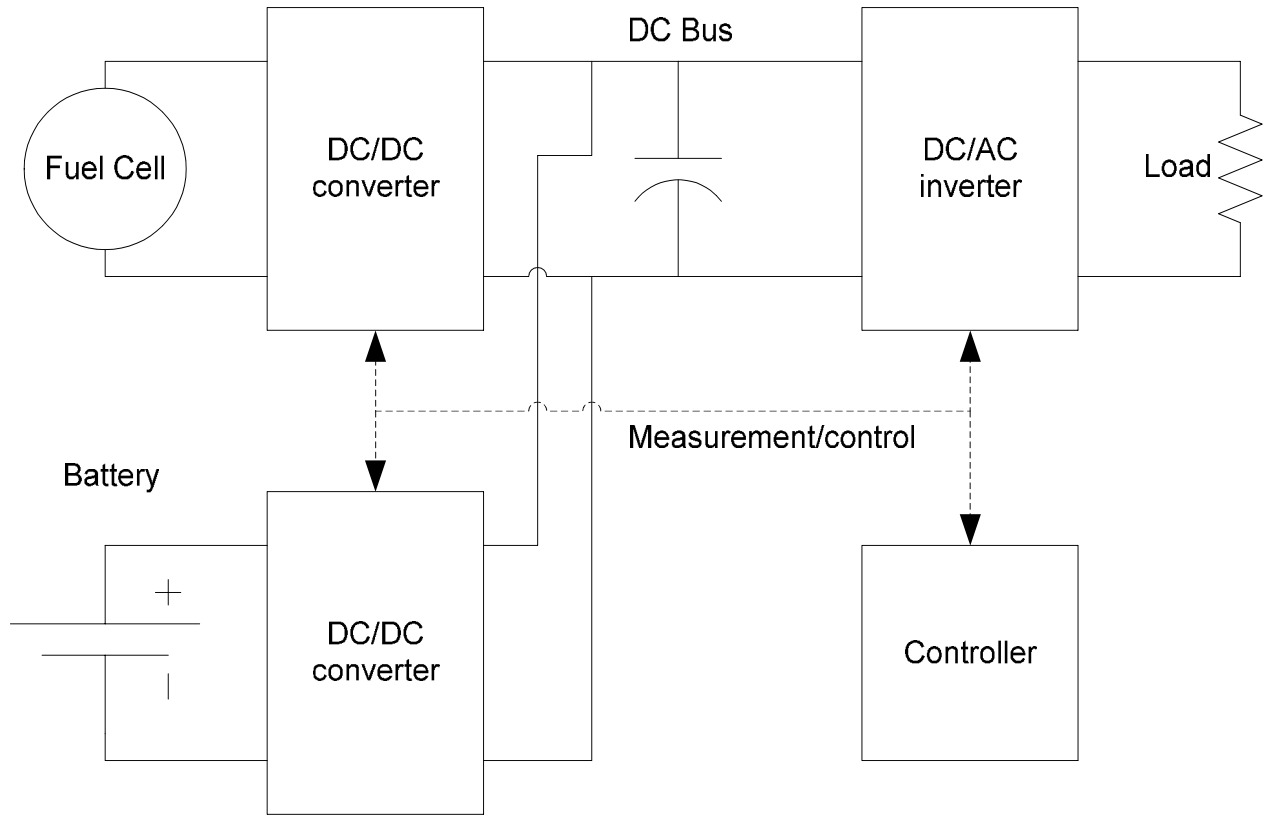 DC Bus
Fuel Cell
DC/DC
converter
DC/AC
inverter
Load
Measurement/control
Battery
+
DC/DC
converter
Controller